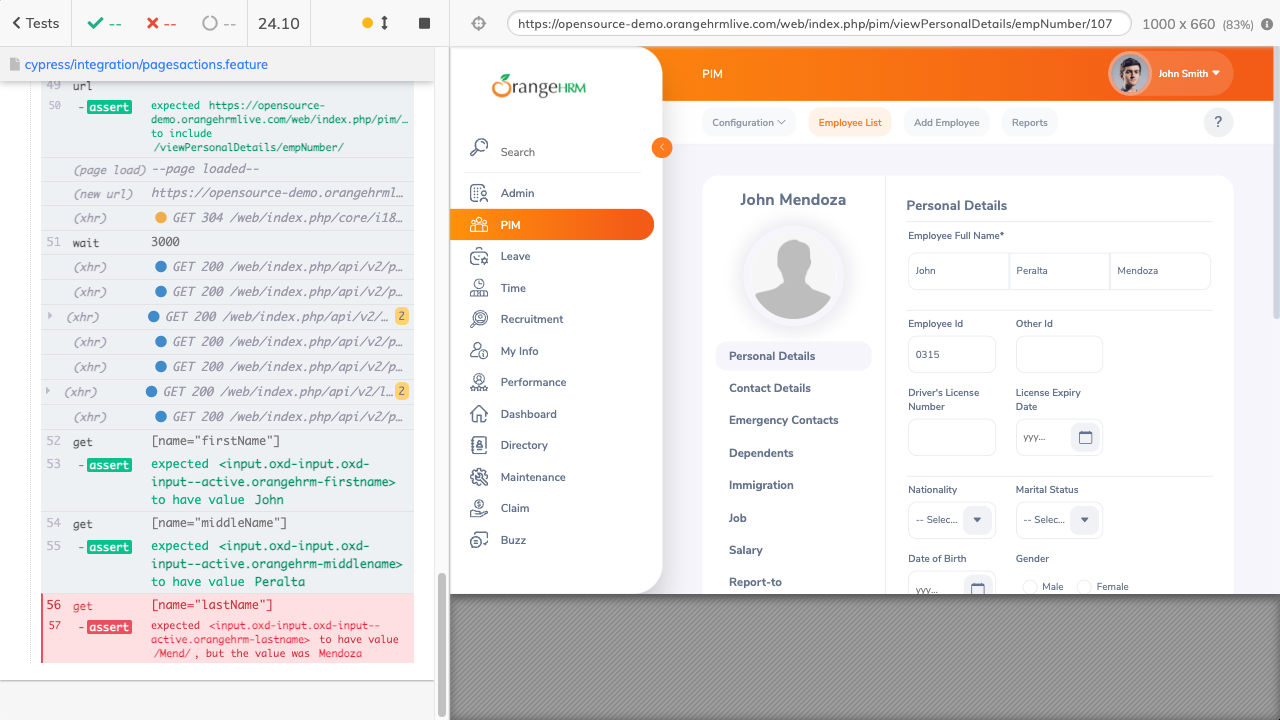 Tests
--
--
--
24.10
https://opensource-demo.orangehrmlive.com/web/index.php/pim/viewPersonalDetails/empNumber/107
1000 x 660 (83%)
cypress/integration/pagesactions.feature
49 url
50 - assert expected https://opensource-
demo.orangehrmlive.com/web/index.php/pim/…
to include
/viewPersonalDetails/empNumber/
(page load) --page loaded--
(new url) https://opensource-demo.orangehrml…
(xhr) GET 304 /web/index.php/core/i18…
51 wait 3000
(xhr) GET 200 /web/index.php/api/v2/p…
(xhr) GET 200 /web/index.php/api/v2/p…
(xhr) GET 200 /web/index.php/api/v2/… 2
(xhr) GET 200 /web/index.php/api/v2/p…
(xhr) GET 200 /web/index.php/api/v2/p…
(xhr) GET 200 /web/index.php/api/v2/l… 2
(xhr) GET 200 /web/index.php/api/v2/p…
52 get [name="firstName"]
53 - assert expected <input.oxd-input.oxd-
input--active.orangehrm-firstname>
to have value John
54 get [name="middleName"]
55 - assert expected <input.oxd-input.oxd-
input--active.orangehrm-middlename>
to have value Peralta
56 get [name="lastName"]
57 - assert expected <input.oxd-input.oxd-input--
active.orangehrm-lastname> to have value
/Mend/, but the value was Mendoza
OrangeHRM
Search
Admin
PIM
Leave
Time
Recruitment
My Info
Performance
Dashboard
Directory
Maintenance
Claim
Buzz
PIM
John Smith
Configuration
Employee List
Add Employee
Reports
?
John Mendoza
Personal Details
Contact Details
Emergency Contacts
Dependents
Immigration
Job
Salary
Report-to
Personal Details
Employee Full Name*
John
Peralta
Mendoza
Employee Id
Other Id
0315
Driver's License
Number
License Expiry
Date
yyy...
Nationality
Marital Status
-- Selec...
-- Selec...
Date of Birth
Gender
yyy...
Male
Female